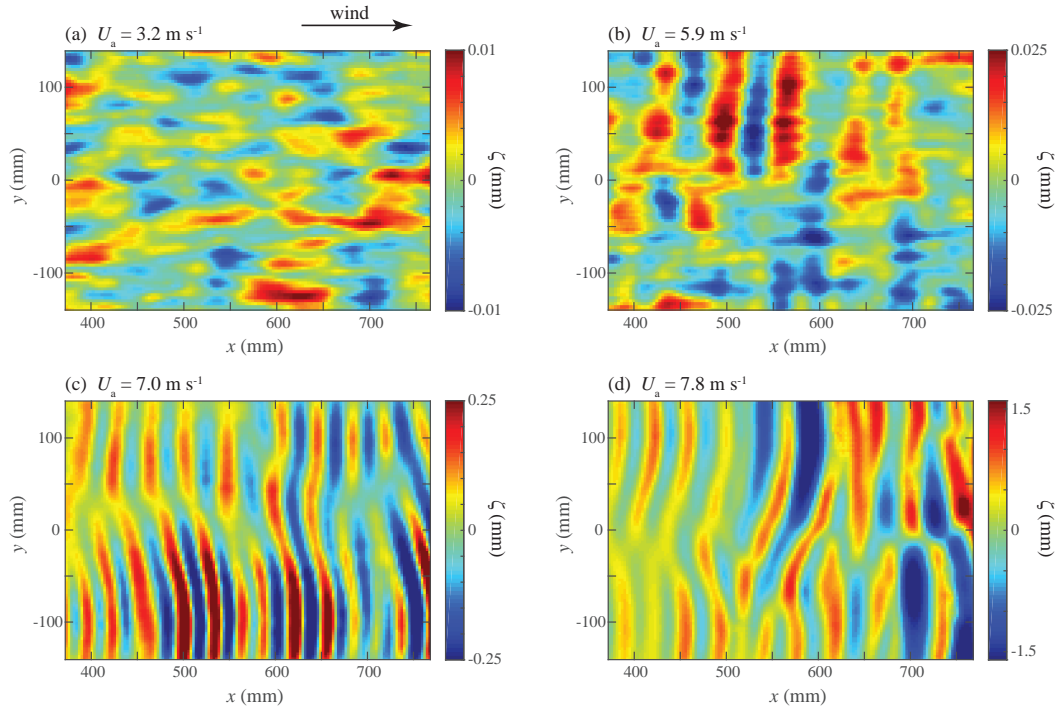 wind
(a) U_a = 3.2 m s⁻¹
(b) U_a = 5.9 m s⁻¹
0.01
0.025
100
100
0
0
0
0
-100
-100
-0.01
-0.025
y (mm)
ζ (mm)
y (mm)
ζ (mm)
400 500 600 700
400 500 600 700
x (mm)
x (mm)
(c) U_a = 7.0 m s⁻¹
(d) U_a = 7.8 m s⁻¹
0.25
1.5
100
100
0
0
0
0
-100
-100
-0.25
-1.5
y (mm)
ζ (mm)
y (mm)
ζ (mm)
400 500 600 700
400 500 600 700
x (mm)
x (mm)